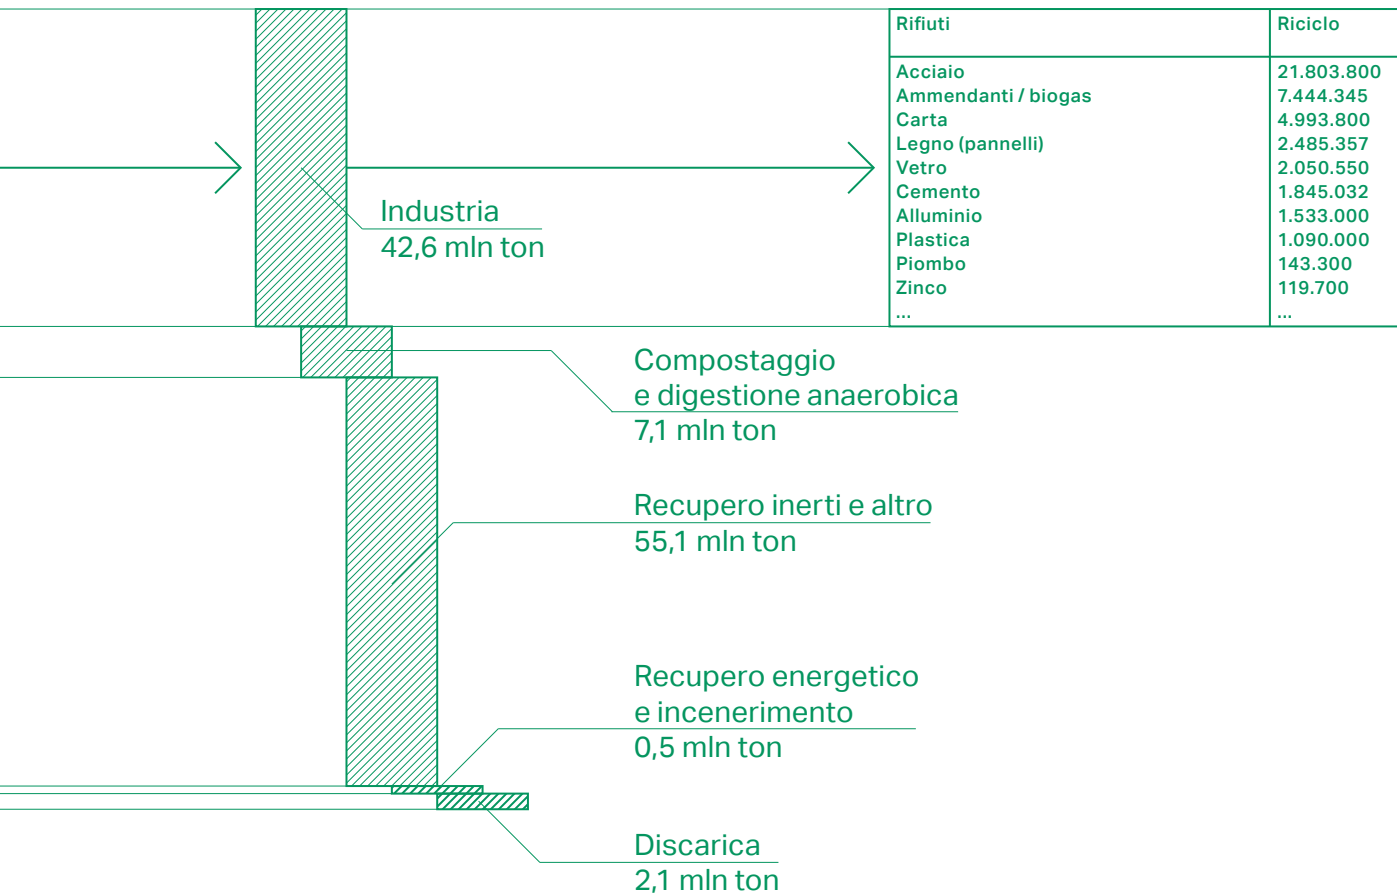 Rifiuti Riciclo
Acciaio 21.803.800
Ammendanti / biogas 7.444.345
Carta 4.993.800
Legno (pannelli) 2.485.357
Vetro 2.050.550
Cemento 1.845.032
Alluminio 1.533.000
Plastica 1.090.000
Piombo 143.300
Zinco 119.700
... ...
Industria
42,6 mln ton
Compostaggio
e digestione anaerobica
7,1 mln ton
Recupero inerti e altro
55,1 mln ton
Recupero energetico
e incenerimento
0,5 mln ton
Discarica
2,1 mln ton